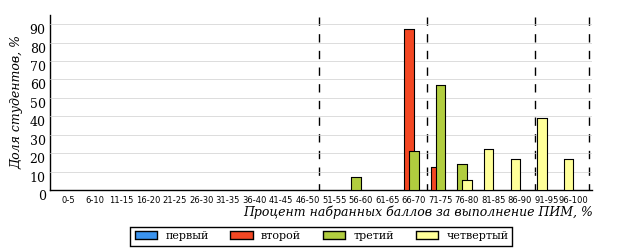 Доля студентов, %
90
80
70
60
50
40
30
20
10
0
0-5 6-10 11-15 16-20 21-25 26-30 31-35 36-40 41-45 46-50 51-55 56-60 61-65 66-70 71-75 76-80 81-85 86-90 91-95 96-100
Процент набранных баллов за выполнение ПИМ, %
первый второй третий четвертый